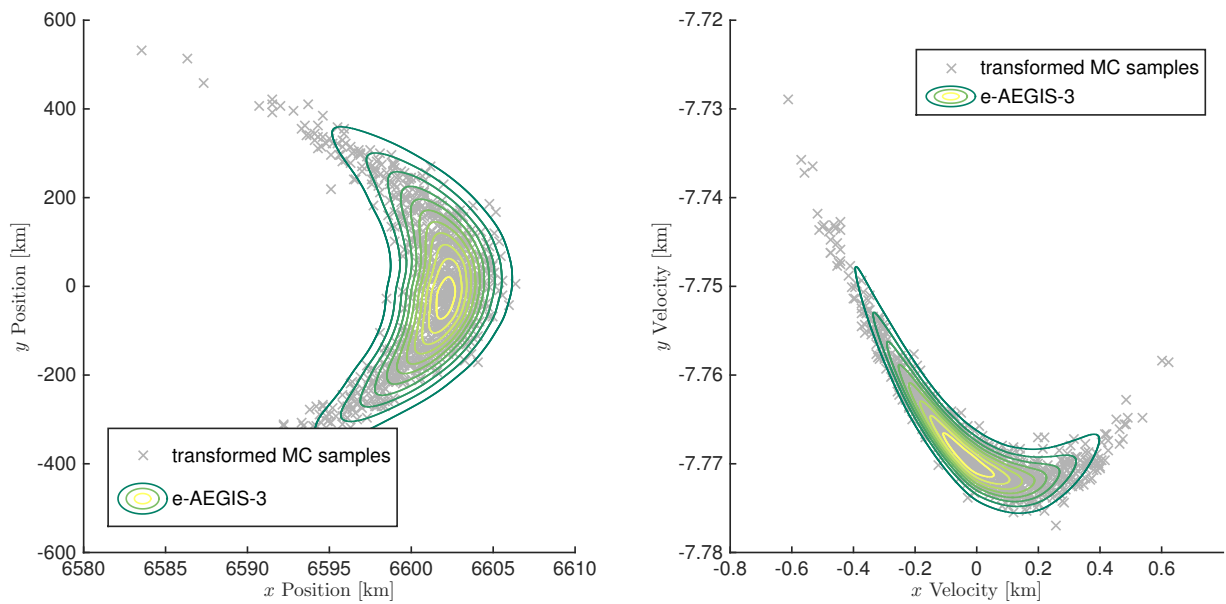 600
400
200
0
-200
-400
-600
y Position [km]
transformed MC samples
e-AEGIS-3
6580 6585 6590 6595 6600 6605 6610
x Position [km]
-7.72
-7.73
-7.74
-7.75
-7.76
-7.77
-7.78
y Velocity [km]
transformed MC samples
e-AEGIS-3
-0.8 -0.6 -0.4 -0.2 0 0.2 0.4 0.6
x Velocity [km]